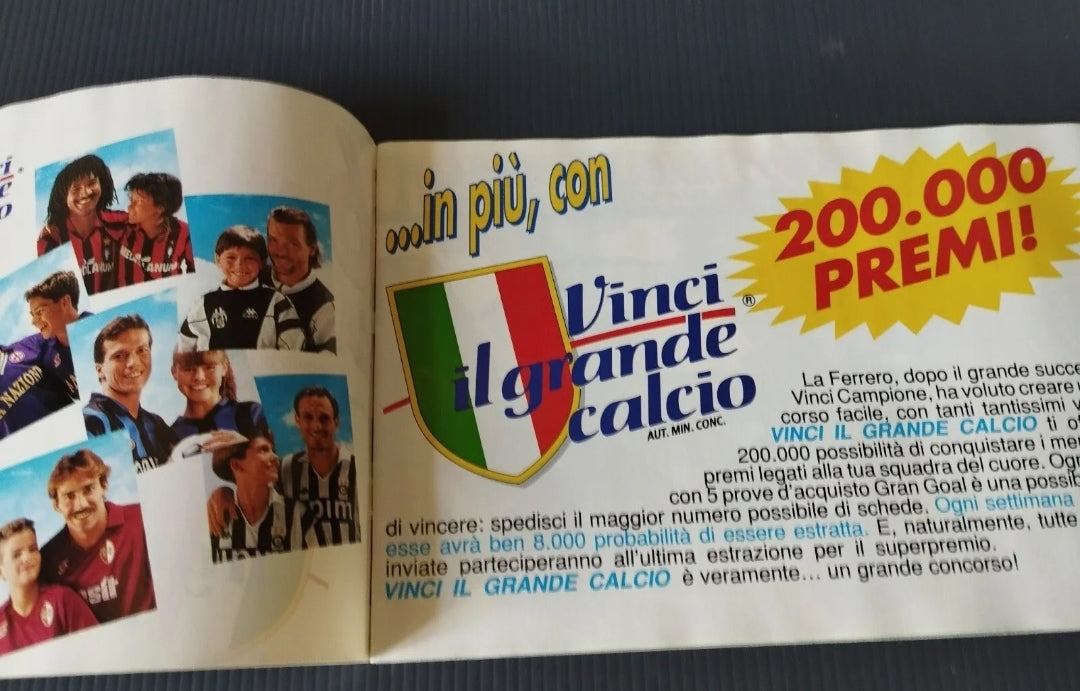 ...in più, con
200.000
PREMI!
Vinci
il grande
calcio
®
AUT. MIN. CONC.
La Ferrero, dopo il grande
Vinci Campione, ha voluto creare
corso facile, con tanti tantissimi
VINCI IL GRANDE CALCIO ti
200.000 possibilità di conquistare i
premi legati alla tua squadra del cuore.
con 5 prove d'acquisto Gran Goal è una
di vincere: spedisci il maggior numero possibile di schede. Ogni settimana
esse avrà ben 8.000 probabilità di essere estratta. E, naturalmente, tutte
inviate parteciperanno all'ultima estrazione per il superpremio.
VINCI IL GRANDE CALCIO è veramente... un grande concorso!